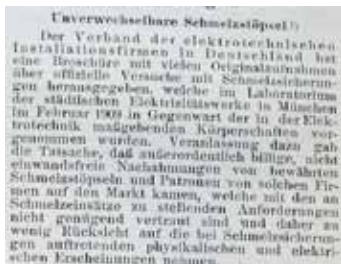 Unverwechselbare Schmelzstöpsel ¹)
Der Verband der elektrotechnischen
Installationsfirmen in Deutschland hat
eine Broschüre mit vielen Originalaufnahmen
über offizielle Versuche mit Schmelzsicherun-
gen herausgegeben, welche im Laboratorium
der städtischen Elektrizitätswerke in München
im Februar 1909 in Gegenwart der in der Elek-
trotechnik maßgebenden Körperschaften vor-
genommen wurden. Veranlassung dazu gab
die Tatsache, daß außerordentlich billige, nicht
einwandsfreie Nachahmungen von bewährten
Schmelzstöpseln und Patronen von solchen Fir-
men auf den Markt kamen, welche mit den an
Schmelzeinsätze zu stellenden Anforderungen
nicht genügend vertraut sind und daher zu
wenig Rücksicht auf die bei Schmelzsicherun-
gen auftretenden physikalischen und elektri-
schen Erscheinungen nehmen.